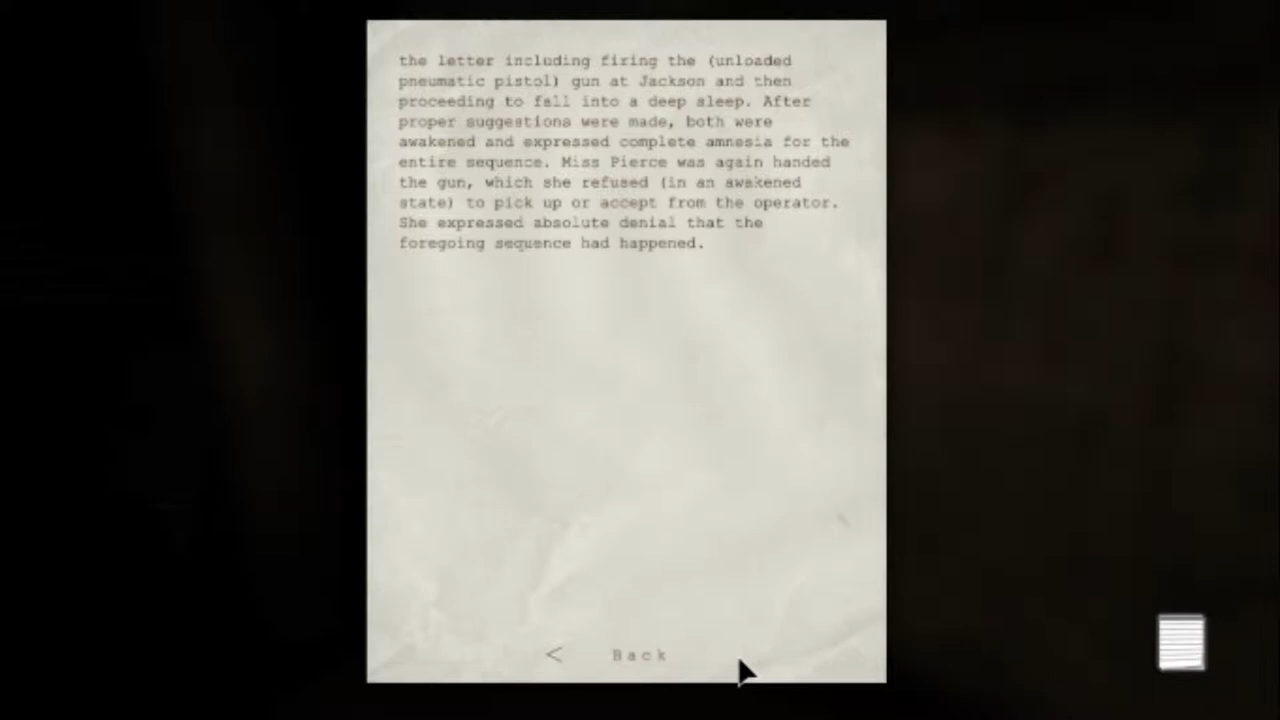 the letter including firing the (unloaded
pneumatic pistol) gun at Jackson and then
proceeding to fall into a deep sleep. After
proper suggestions were made, both were
awakened and expressed complete amnesia for the
entire sequence. Miss Pierce was again handed
the gun, which she refused (in an awakened
state) to pick up or accept from the operator.
She expressed absolute denial that the
foregoing sequence had happened.
< Back